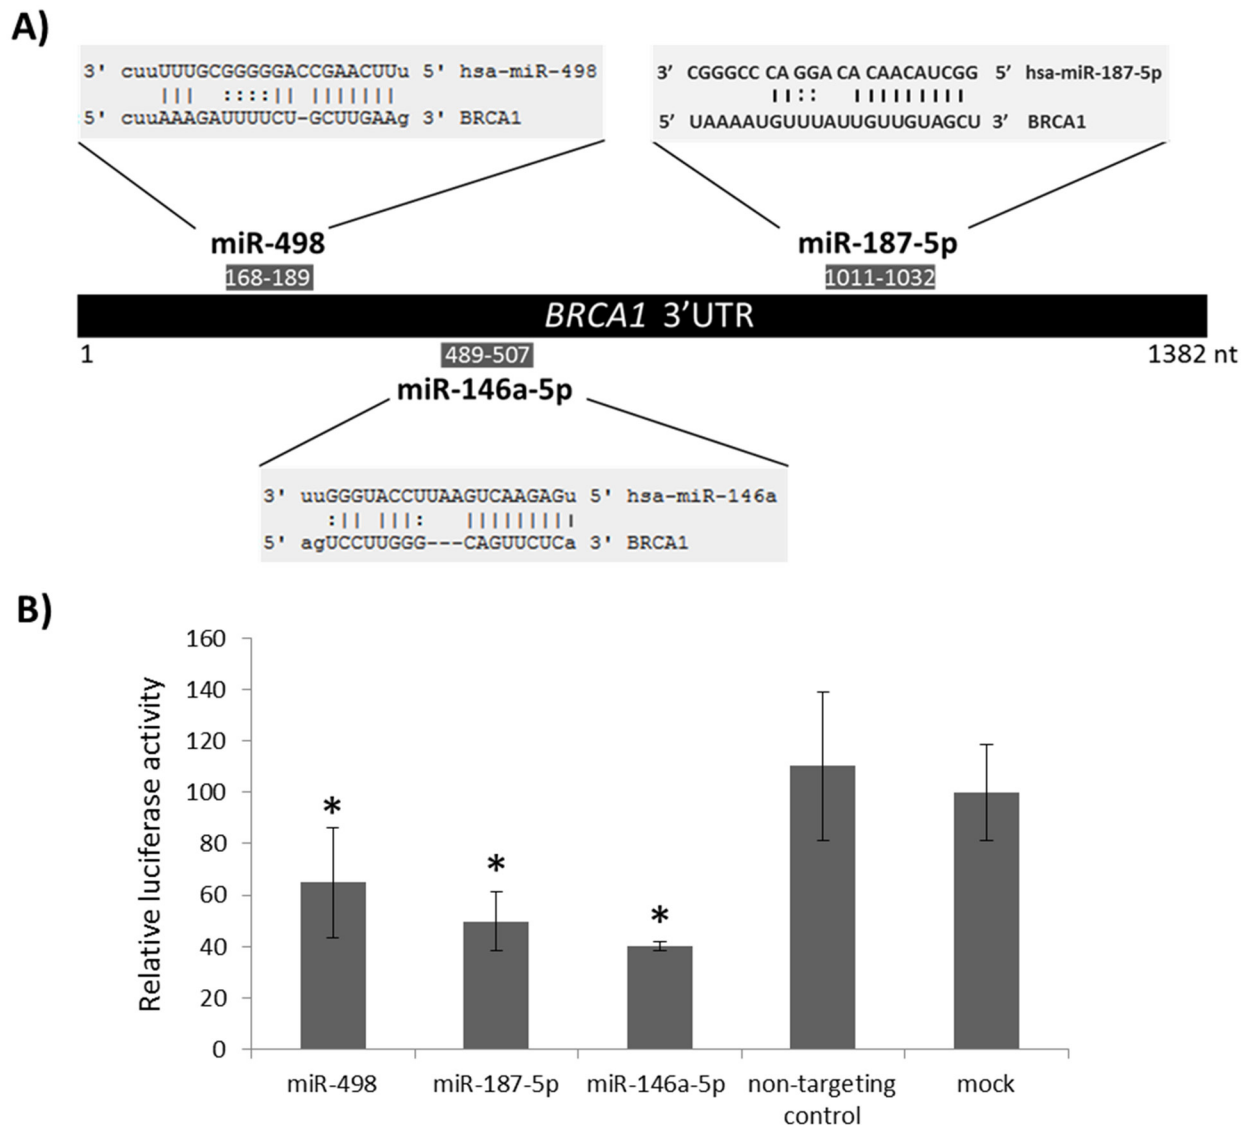 A)
3' cuuUUUGCGGGGGACCGAACUUu 5' hsa-miR-498
||| ::::|| |||||||
5' cuuAAAGAUUUUCU-GCUUGAAg 3' BRCA1
3' CGGGCC CA GGA CA CAACAUCGG 5' hsa-miR-187-5p
||:: |||||||||
5' UAAAAUGUUUAUUGUUGUAGCU 3' BRCA1
miR-498
miR-187-5p
168-189
1011-1032
BRCA1 3'UTR
1
1382 nt
489-507
miR-146a-5p
3' uuGGGUACCUUAAGUCAAGAGu 5' hsa-miR-146a
:|| |||: |||||||||
5' agUCCUUGGG---CAGUUCUCa 3' BRCA1
B)
Relative luciferase activity
160
140
120
100
80
60
40
20
0
*
*
*
miR-498
miR-187-5p
miR-146a-5p
non-targeting
control
mock